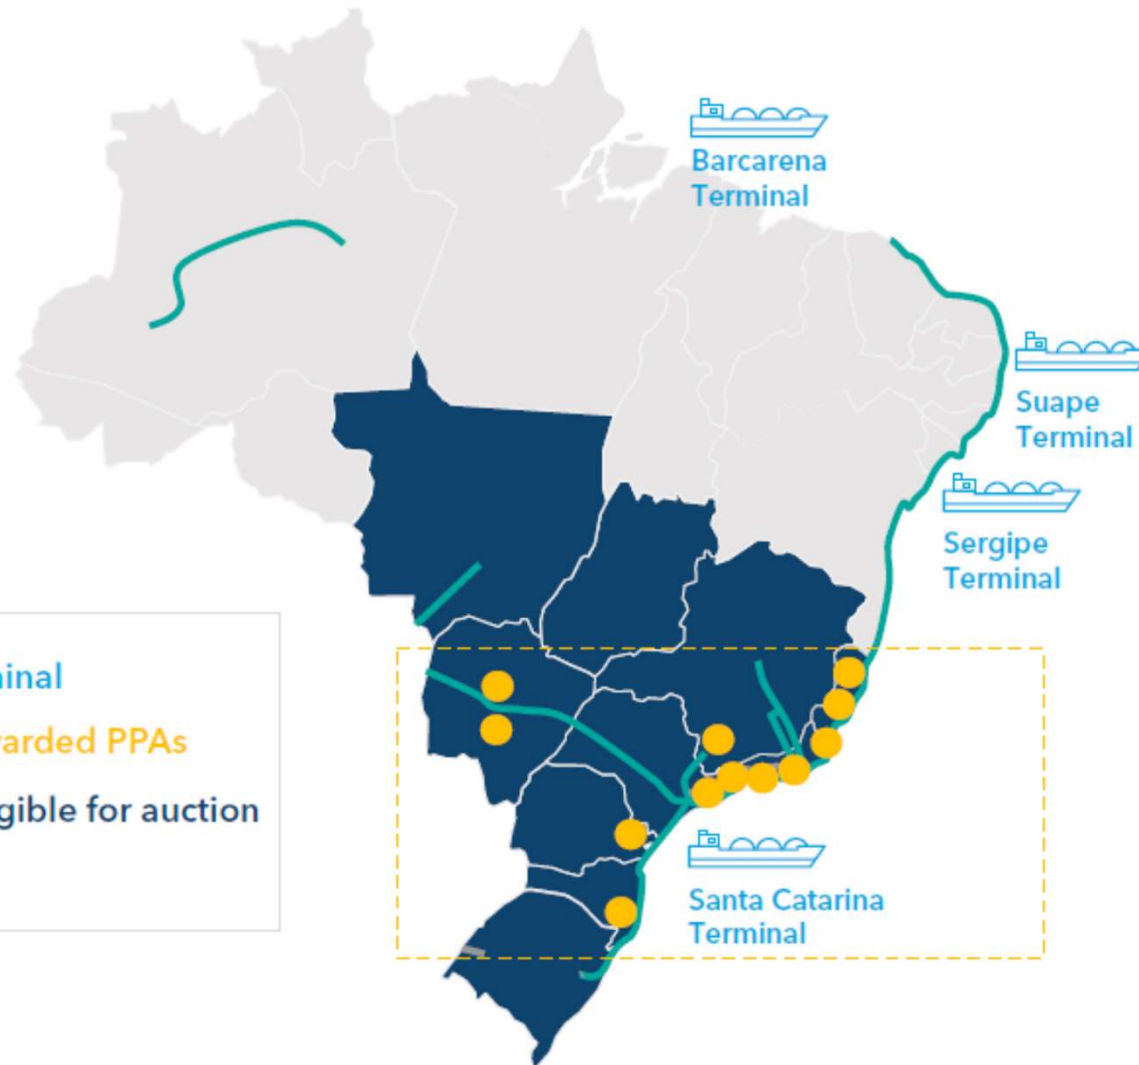 Barcarena
Terminal
Suape
Terminal
Sergipe
Terminal
inal
arded PPAs
gible for auction
Santa Catarina
Terminal